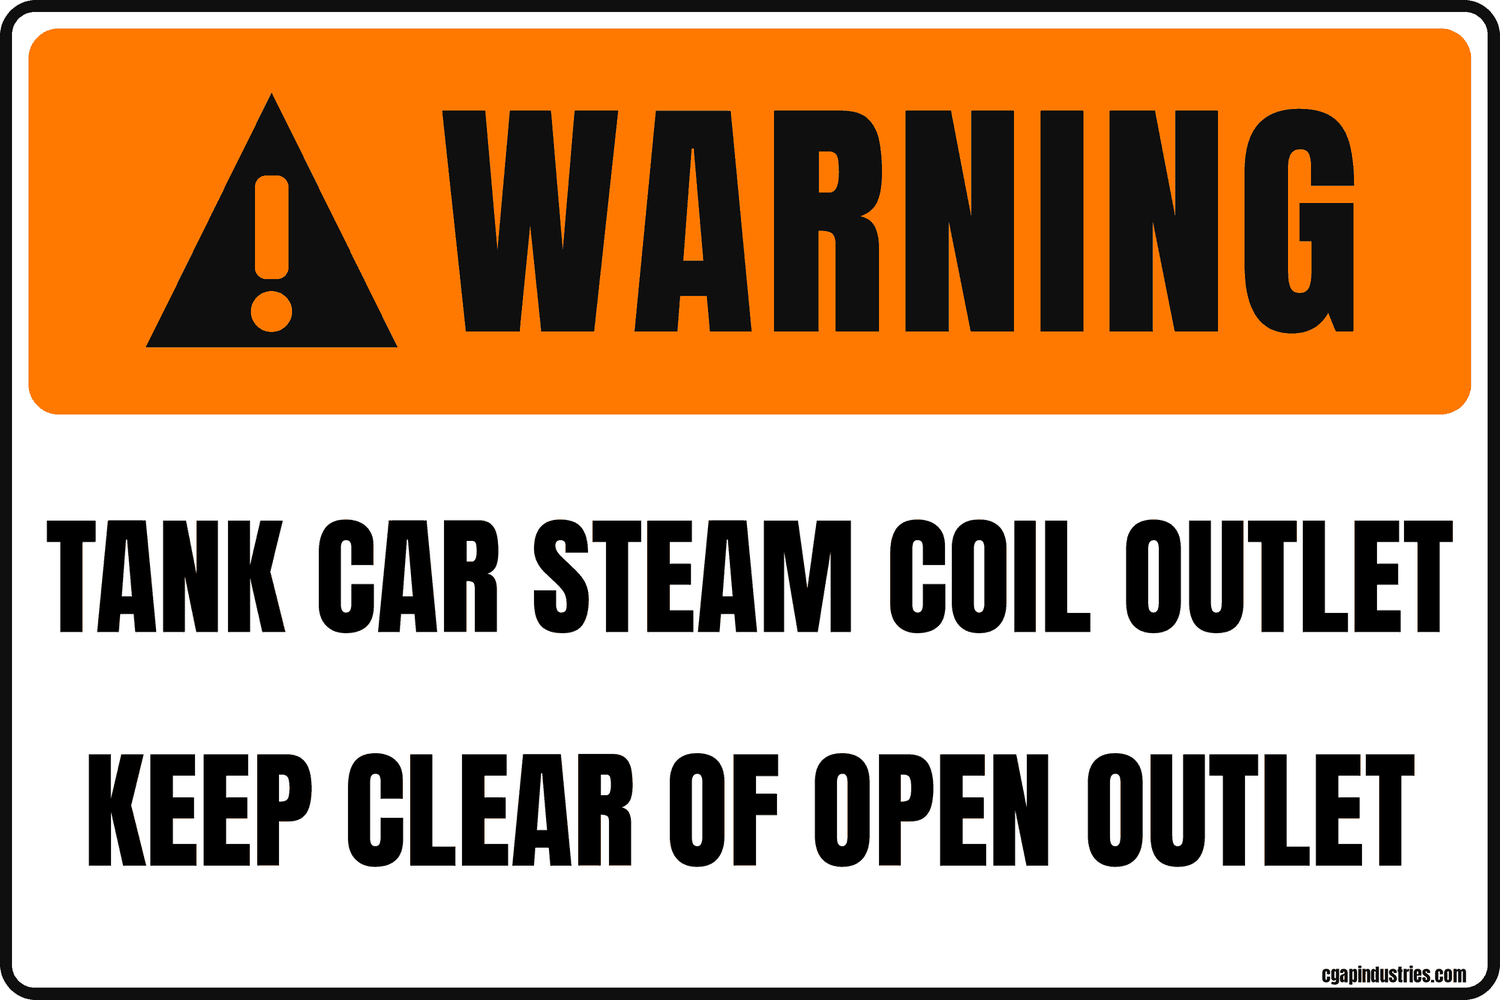 WARNING
TANK CAR STEAM COIL OUTLET
KEEP CLEAR OF OPEN OUTLET
cgapindustries.com